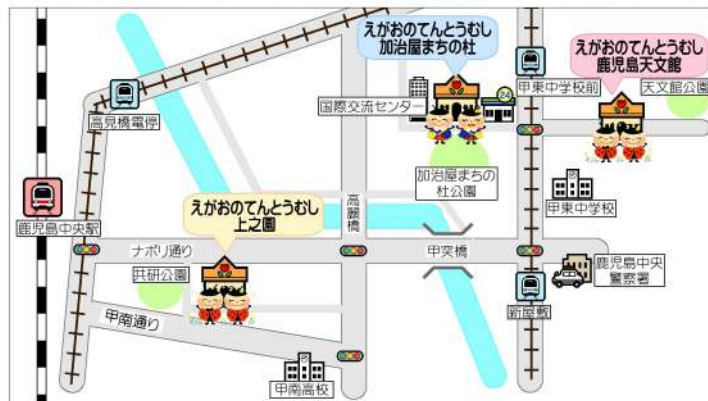 えがおのてんとうむし
加治屋まちの杜
えがおのてんとうむし
鹿児島天文館
甲東中学校前
天文館公園
国際交流センター
24
高見橋電停
加治屋まちの
杜公園
甲東中学校
高麗橋
鹿児島中央駅
えがおのてんとうむし
上之園
ナポリ通り
甲突橋
鹿児島中央
警察署
共研公園
新屋敷
甲南通り
甲南高校